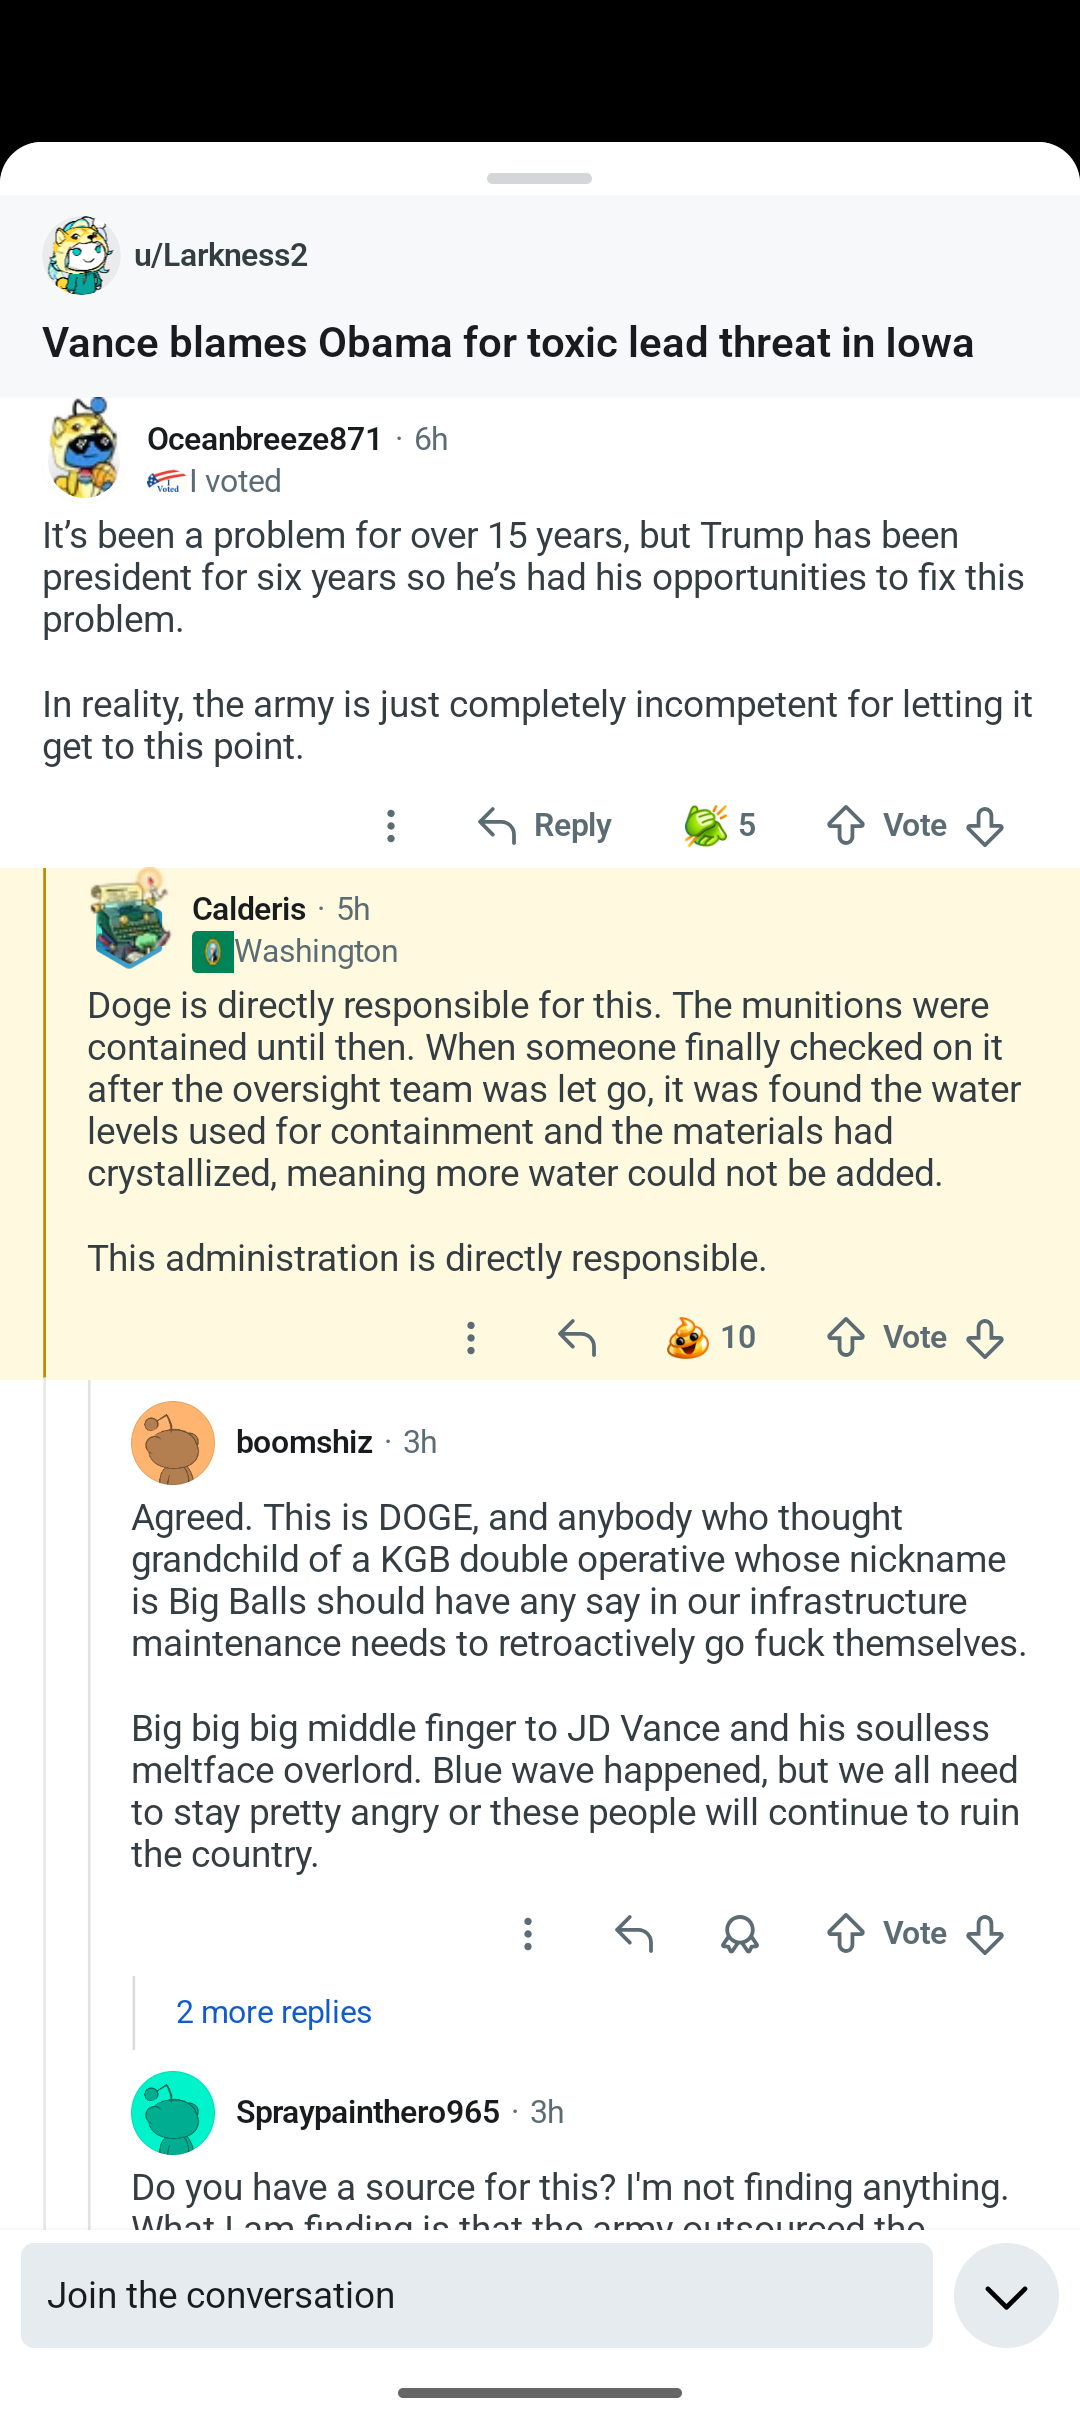 u/Larkness2
Vance blames Obama for toxic lead threat in Iowa
Oceanbreeze871 · 6h
Voted I voted
It's been a problem for over 15 years, but Trump has been
president for six years so he's had his opportunities to fix this
problem.
In reality, the army is just completely incompetent for letting it
get to this point.
Reply 5 Vote
Calderis · 5h
Washington
Doge is directly responsible for this. The munitions were
contained until then. When someone finally checked on it
after the oversight team was let go, it was found the water
levels used for containment and the materials had
crystallized, meaning more water could not be added.
This administration is directly responsible.
10 Vote
boomshiz · 3h
Agreed. This is DOGE, and anybody who thought
grandchild of a KGB double operative whose nickname
is Big Balls should have any say in our infrastructure
maintenance needs to retroactively go fuck themselves.
Big big big middle finger to JD Vance and his soulless
meltface overlord. Blue wave happened, but we all need
to stay pretty angry or these people will continue to ruin
the country.
Vote
2 more replies
Spraypainthero965 · 3h
Do you have a source for this? I'm not finding anything.
What I am finding is that the army outsourced the
Join the conversation